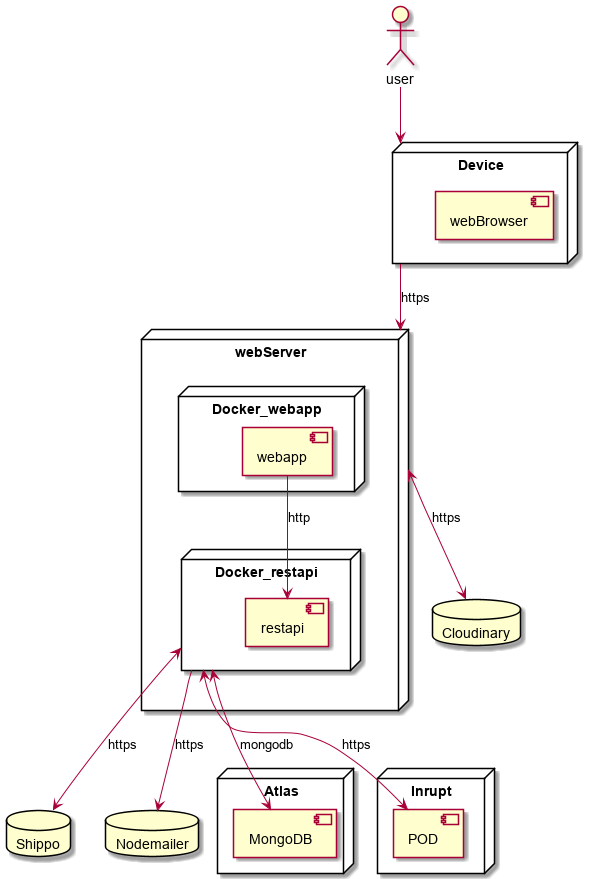 user
Device
webBrowser
https
webServer
Docker_webapp
webapp
http
https
Docker_restapi
restapi
Cloudinary
https
https
mongodb
https
Atlas
Inrupt
Shippo
Nodemailer
MongoDB
POD